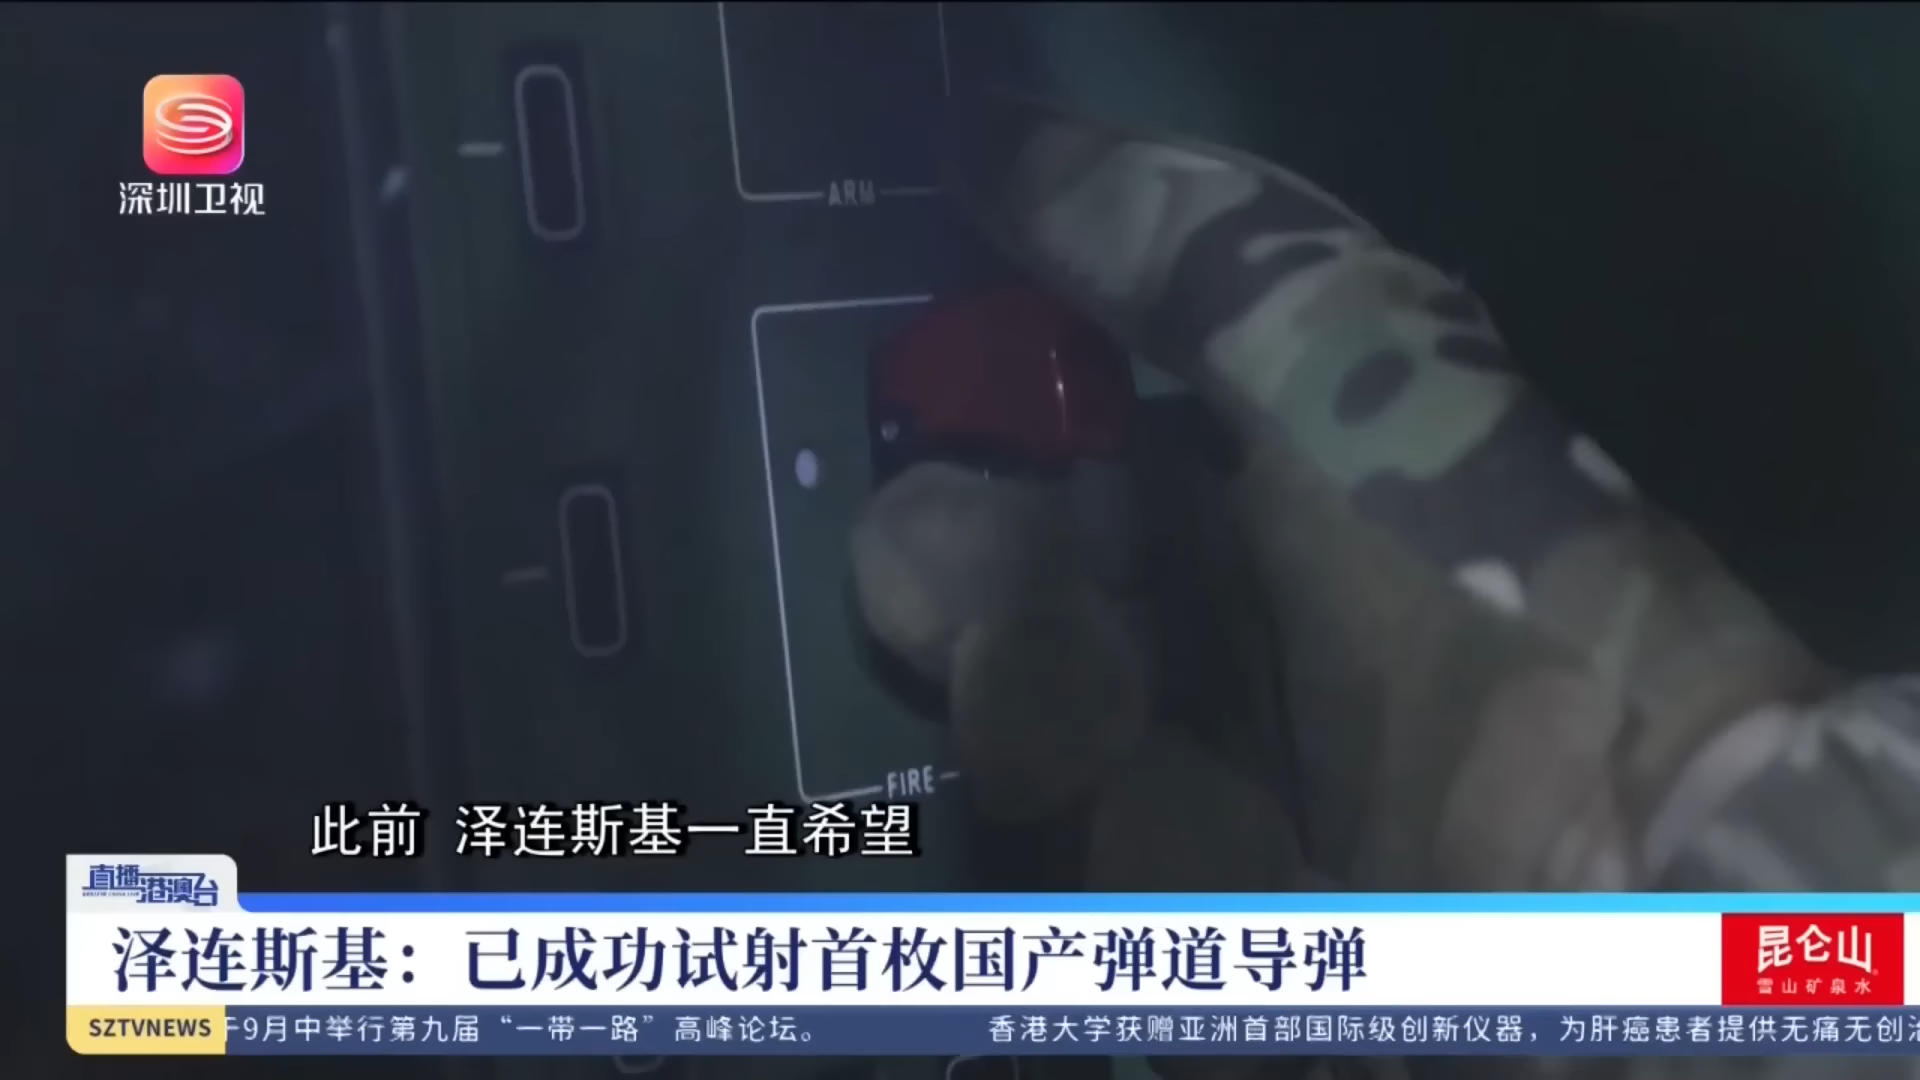 深圳卫视
ARM
FIRE
此前 泽连斯基一直希望
直播港澳台
泽连斯基：已成功试射首枚国产弹道导弹
昆仑山
雪山矿泉水
SZTVNEWS
于9月中举行第九届“一带一路”高峰论坛。
香港大学获赠亚洲首部国际级创新仪器，为肝癌患者提供无痛无创治